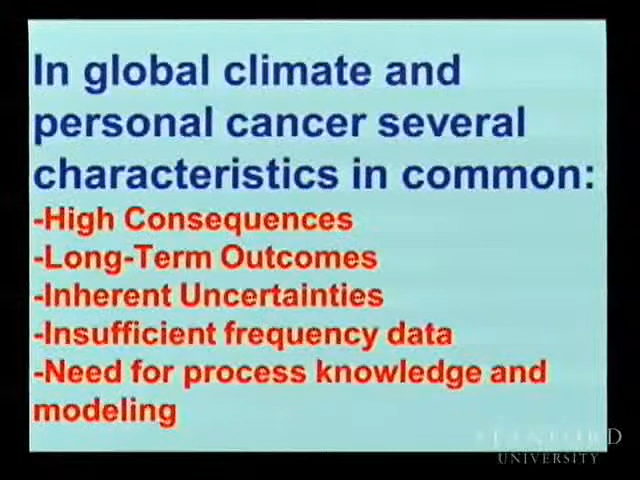 In global climate and
personal cancer several
characteristics in common:
-High Consequences
-Long-Term Outcomes
-Inherent Uncertainties
-Insufficient frequency data
-Need for process knowledge and
modeling
STANFORD
UNIVERSITY